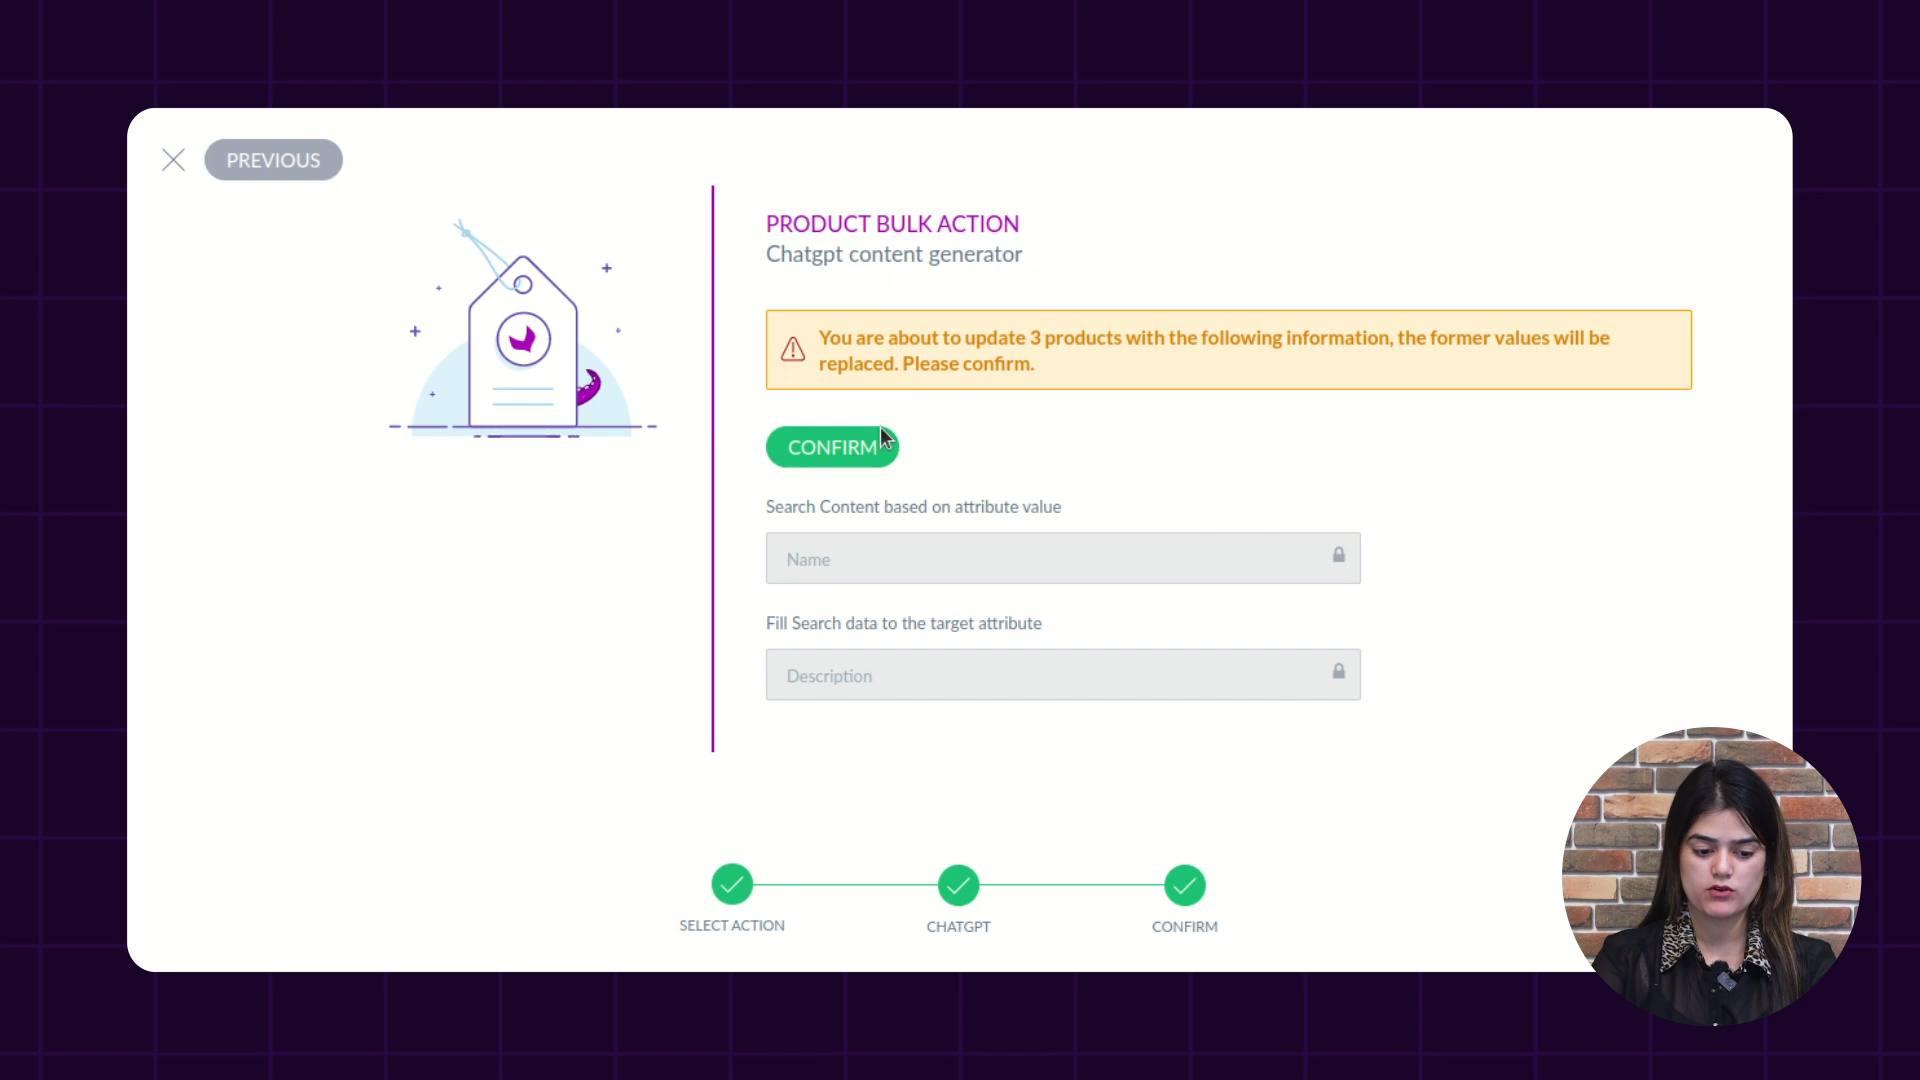 PREVIOUS
PRODUCT BULK ACTION
Chatgpt content generator
You are about to update 3 products with the following information, the former values will be
replaced. Please confirm.
CONFIRM
Search Content based on attribute value
Name
Fill Search data to the target attribute
Description
SELECT ACTION
CHATGPT
CONFIRM